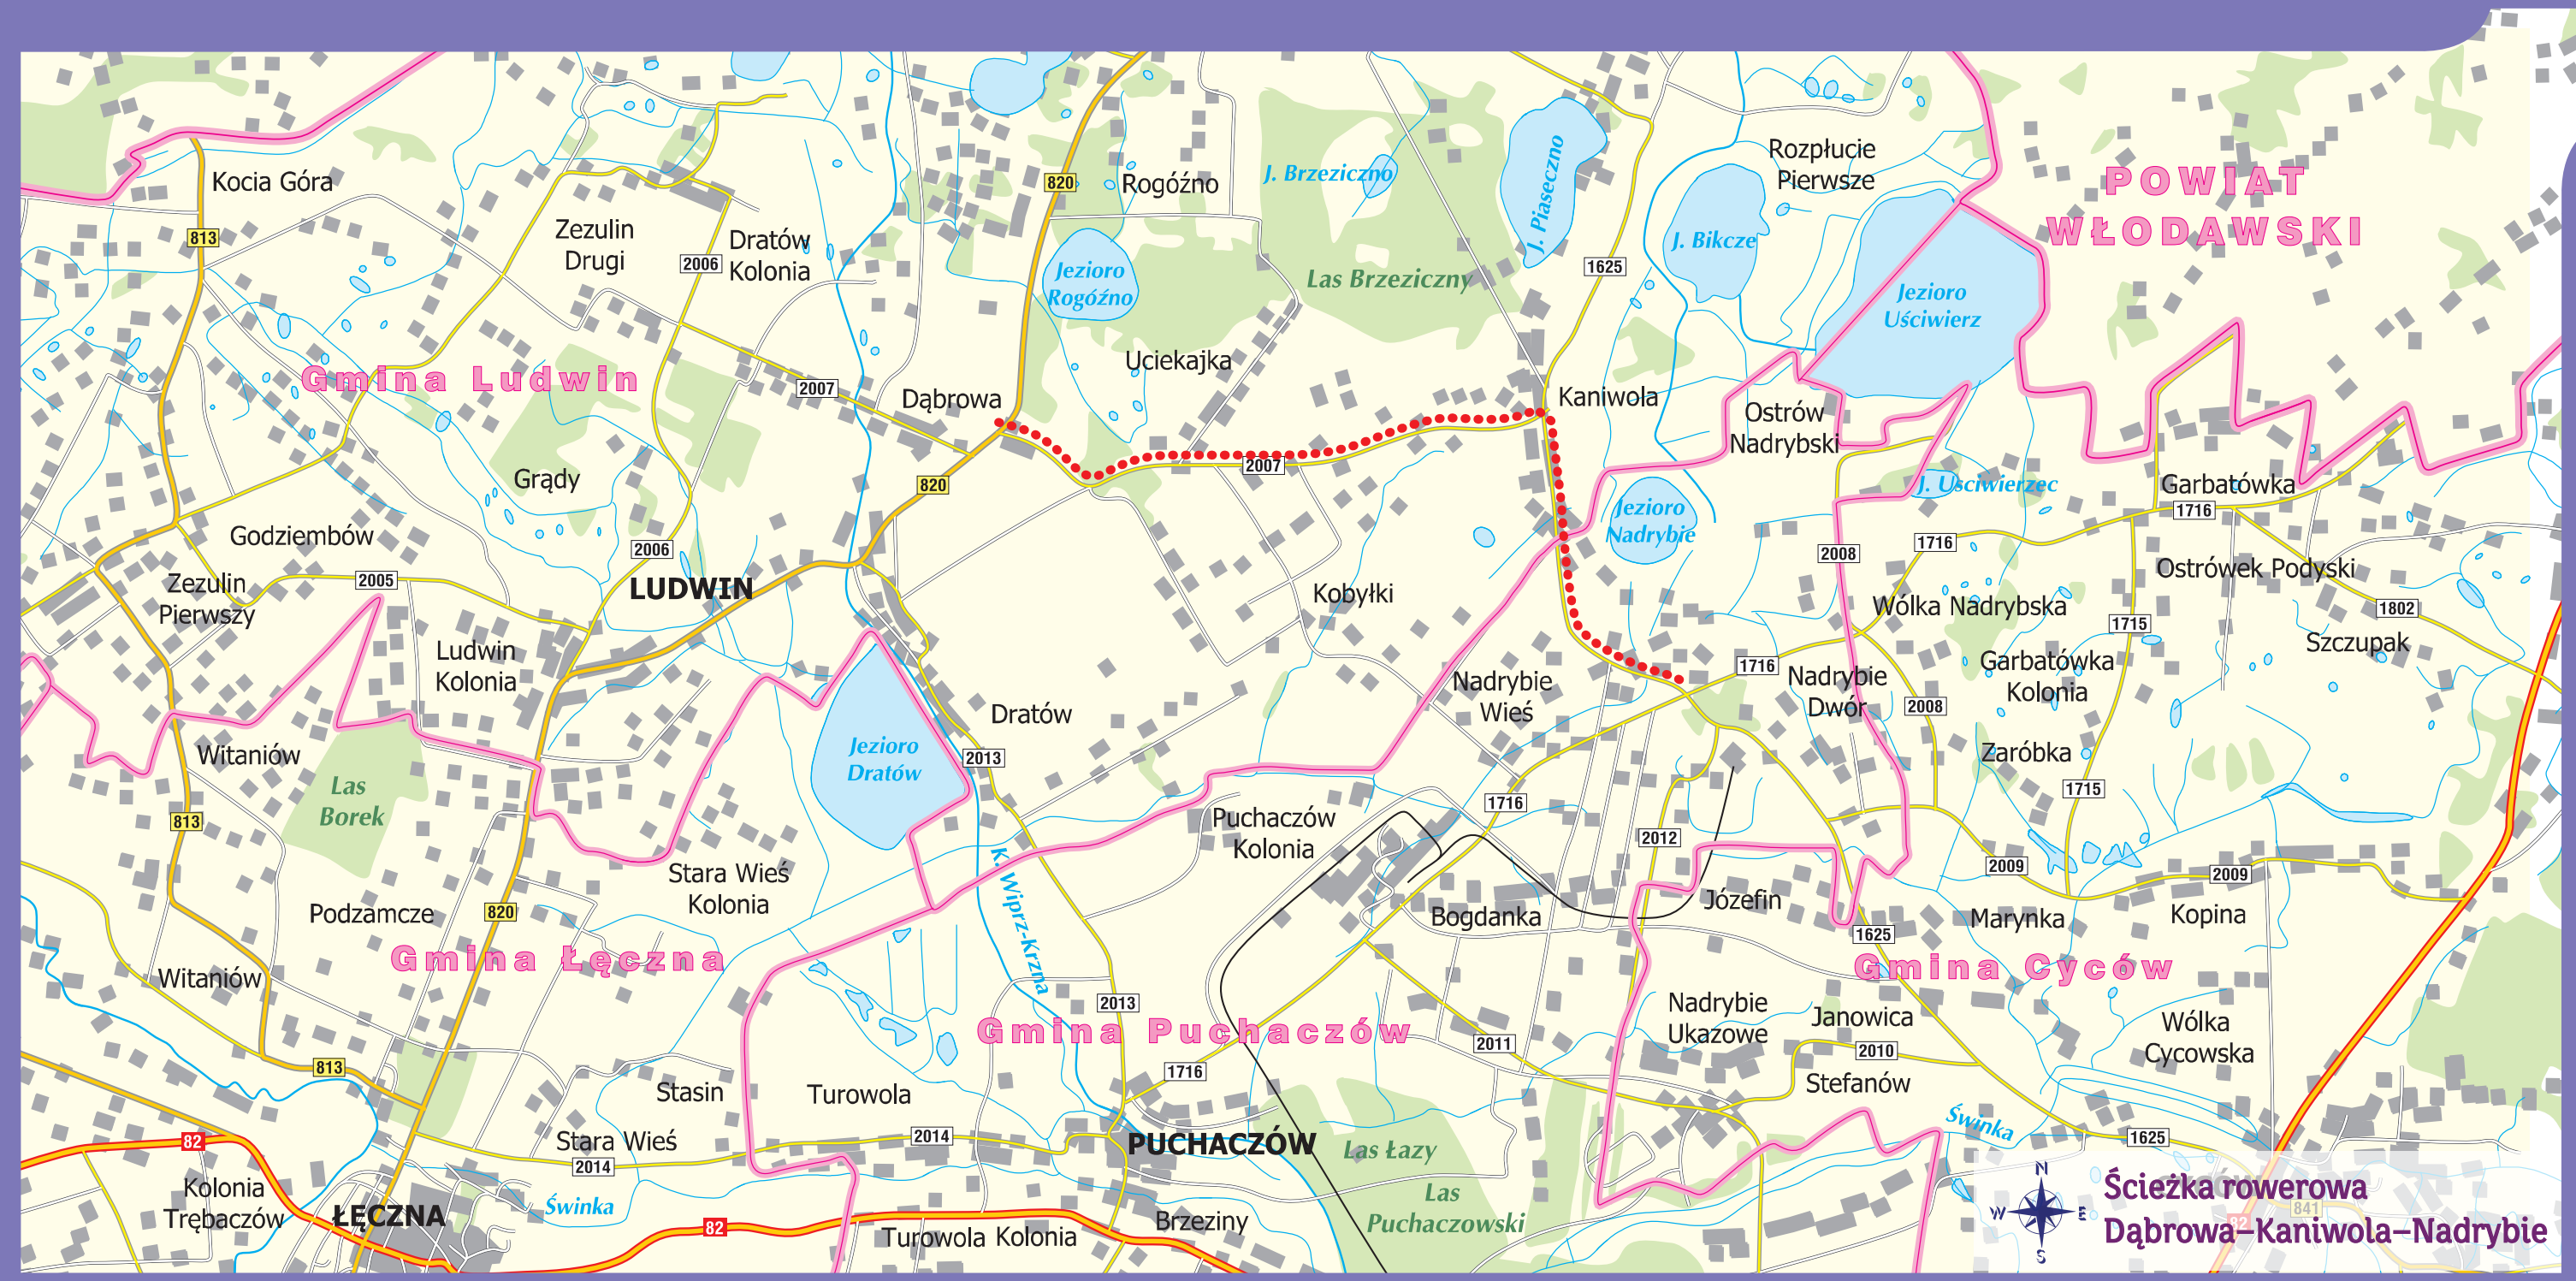 Kocia Góra
813
Zezulin
Drugi
2006
Dratów
Kolonia
820
Rogóźno
J. Brzeziczno
J. Piaseczno
Rozpłucie
Pierwsze
POWIAT
WŁODAWSKI
J. Bikcze
1625
Jezioro
Rogóźno
Las Brzeziczny
Jezioro
Uściwierz
Gmina Ludwin
2007
Dąbrowa
Uciekajka
Kaniwola
Ostrów
Nadrybski
2007
Grądy
820
J. Uściwierzec
Garbatówka
1716
Godziembów
2006
Jezioro
Nadrybie
2008
1716
Zezulin
Pierwszy
2005
LUDWIN
Kobyłki
Wólka Nadrybska
Ostrówek Podyski
1802
1715
Szczupak
Ludwin
Kolonia
Nadrybie
Wieś
1716
Nadrybie
Dwór
2008
Garbatówka
Kolonia
Dratów
Witaniów
Jezioro
Dratów
2013
Zaróbka
1715
Las
Borek
813
Puchaczów
Kolonia
1716
2012
Stara Wieś
Kolonia
K. Wiprz-Krzna
2009
2009
Podzamcze
820
Bogdanka
Józefin
1625
Marynka
Kopina
Gmina Łęczna
Gmina Cyców
Witaniów
2013
Gmina Puchaczów
Nadrybie
Ukazowe
Janowica
2010
Stefanów
Wólka
Cycowska
2011
813
1716
Stasin
Turowola
82
Stara Wieś
2014
2014
PUCHACZÓW
Las Łazy
Świnka
1625
Kolonia
Trębaczów
ŁĘCZNA
Świnka
82
Turowola Kolonia
Brzeziny
Las
Puchaczowski
N
W
E
S
82
841
Ścieżka rowerowa
Dąbrowa–Kaniwola–Nadrybie